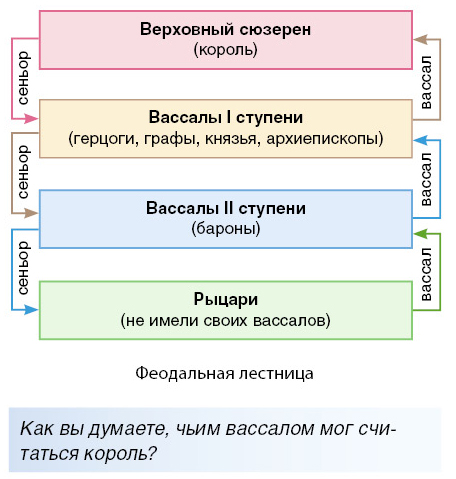 Верховный сюзерен
(король)
сеньор
вассал
Вассалы I ступени
(герцоги, графы, князья, архиепископы)
сеньор
вассал
Вассалы II ступени
(бароны)
сеньор
вассал
Рыцари
(не имели своих вассалов)
Феодальная лестница
Как вы думаете, чьим вассалом мог счи-
таться король?